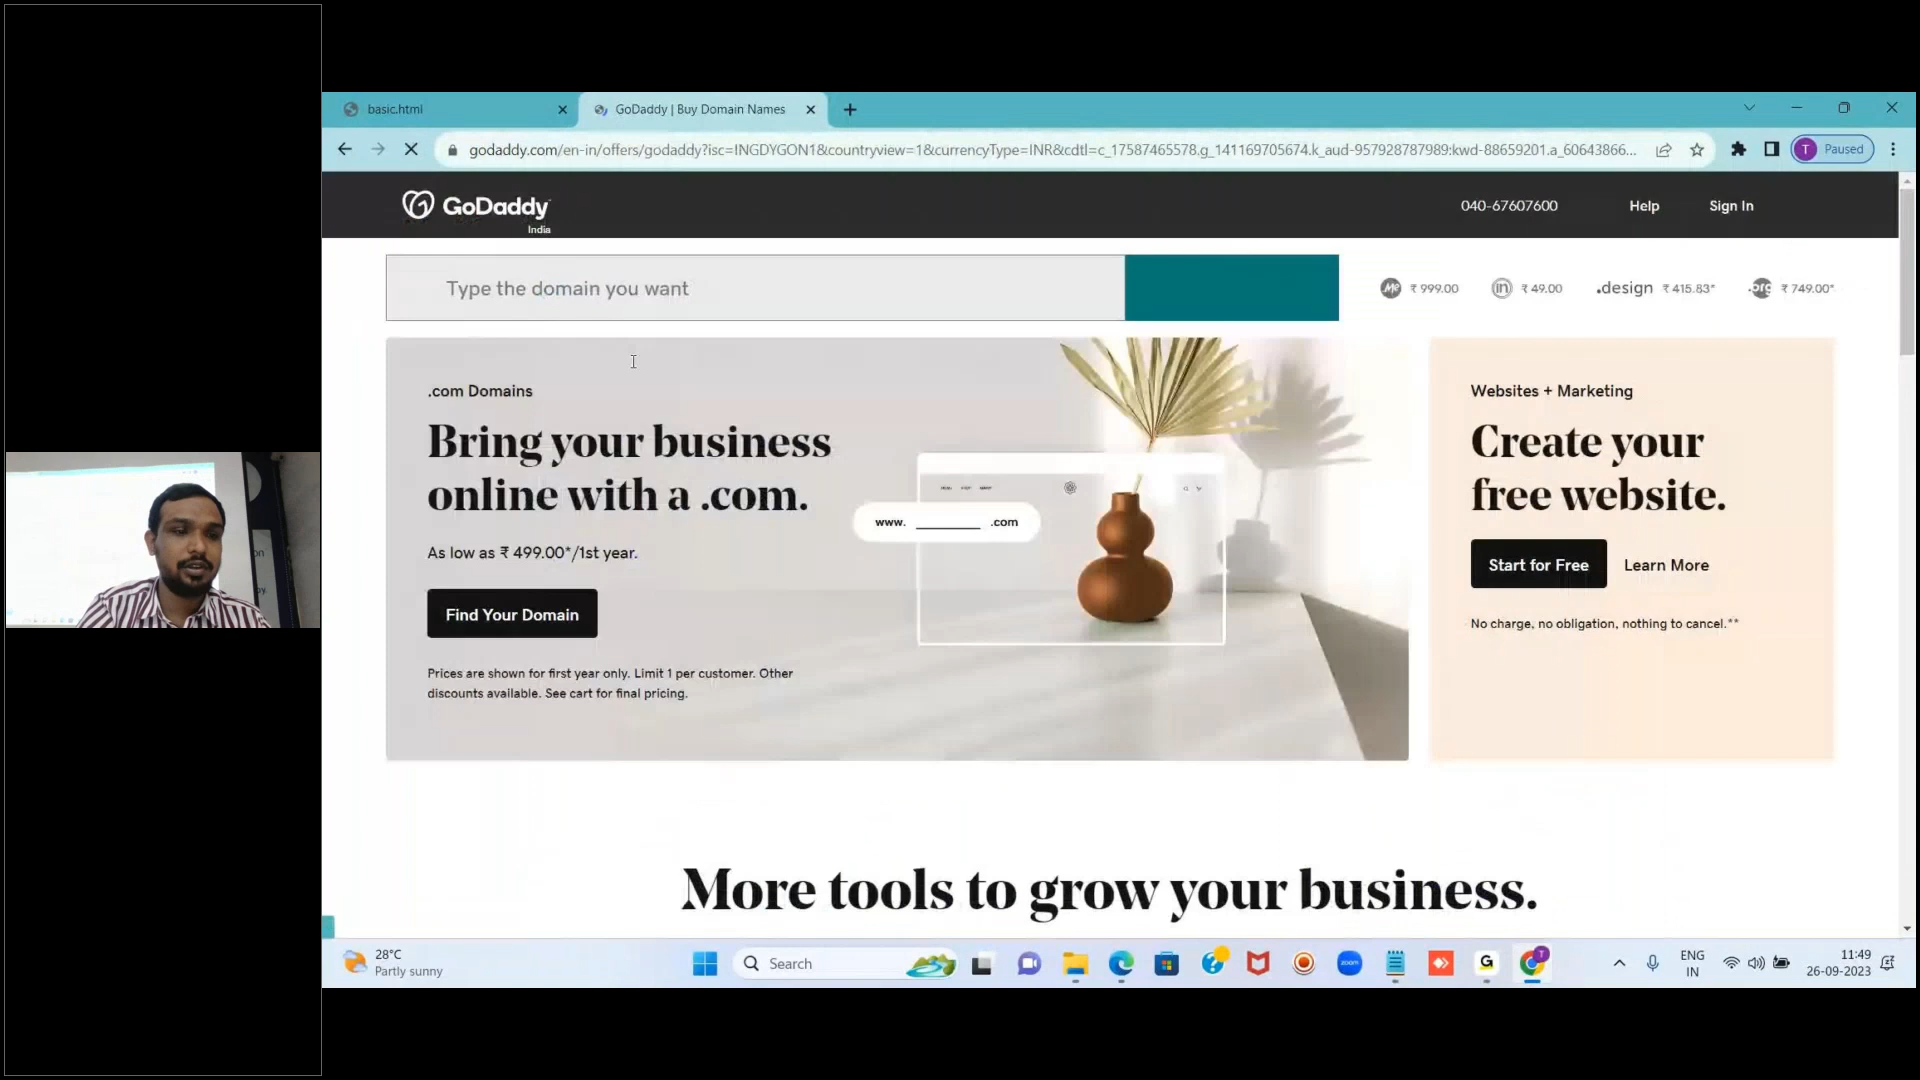 basic.html
GoDaddy | Buy Domain Names
godaddy.com/en-in/offers/godaddy?isc=INGDYGON1&countryview=1&currencyType=INR&cdtl=c_17587465578.g_141169705674.k_aud-957928787989:kwd-88659201.a_60643866...
T Paused
GoDaddy
India
040-67607600 Help Sign In
Type the domain you want
Me ₹ 999.00 in ₹ 49.00 .design ₹ 415.83* .org ₹ 749.00*
.com Domains
Bring your business
online with a .com.
As low as ₹ 499.00*/1st year.
Find Your Domain
Prices are shown for first year only. Limit 1 per customer. Other
discounts available. See cart for final pricing.
www. ________ .com
Websites + Marketing
Create your
free website.
Start for Free Learn More
No charge, no obligation, nothing to cancel.**
More tools to grow your business.
28°C
Partly sunny
Search
zoom
G
T
ENG
IN
11:49
26-09-2023